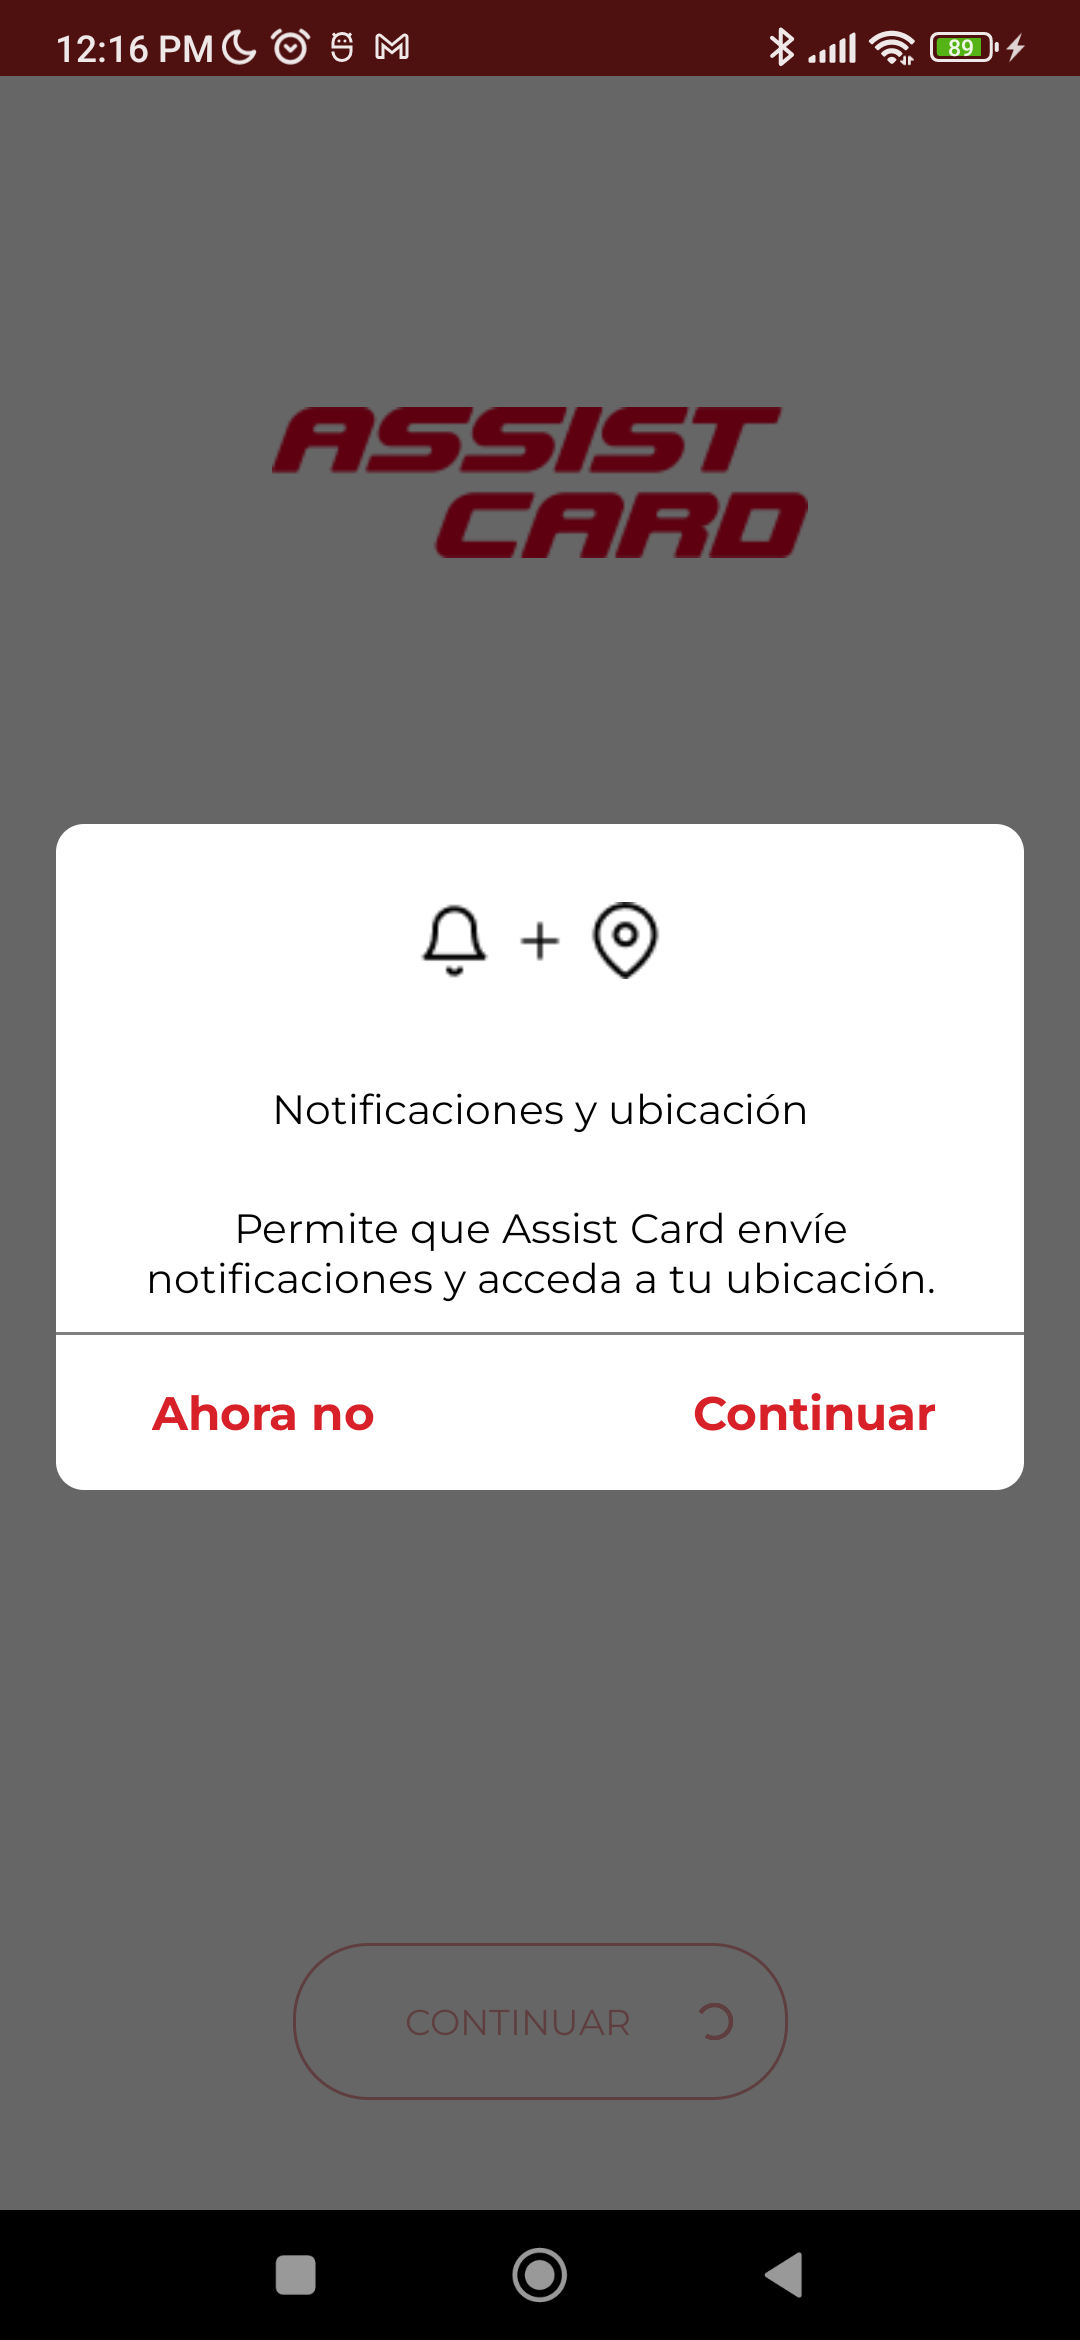 12:16 PM
89
ASSIST
CARD
Notificaciones y ubicación
Permite que Assist Card envíe
notificaciones y acceda a tu ubicación.
Ahora no
Continuar
CONTINUAR